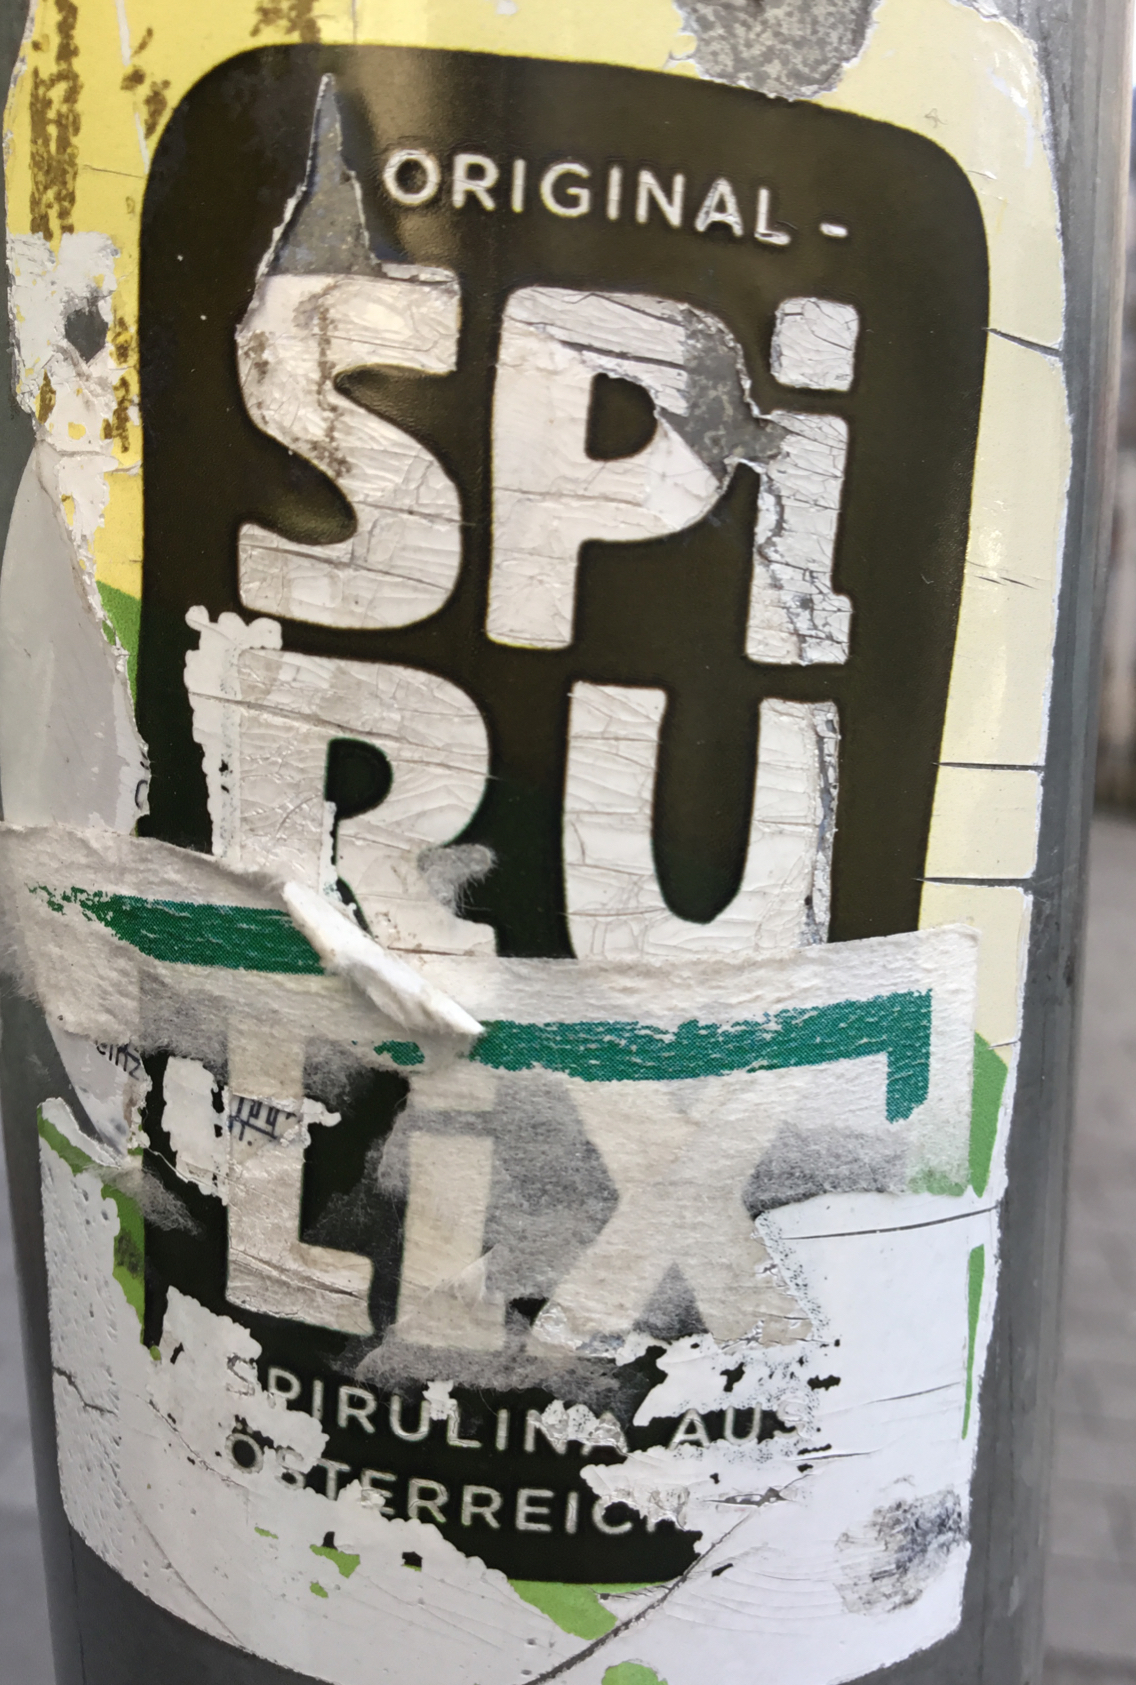 ORIGINAL-
SPi
RU
LiX
SPIRULINA AUS
ÖSTERREICH